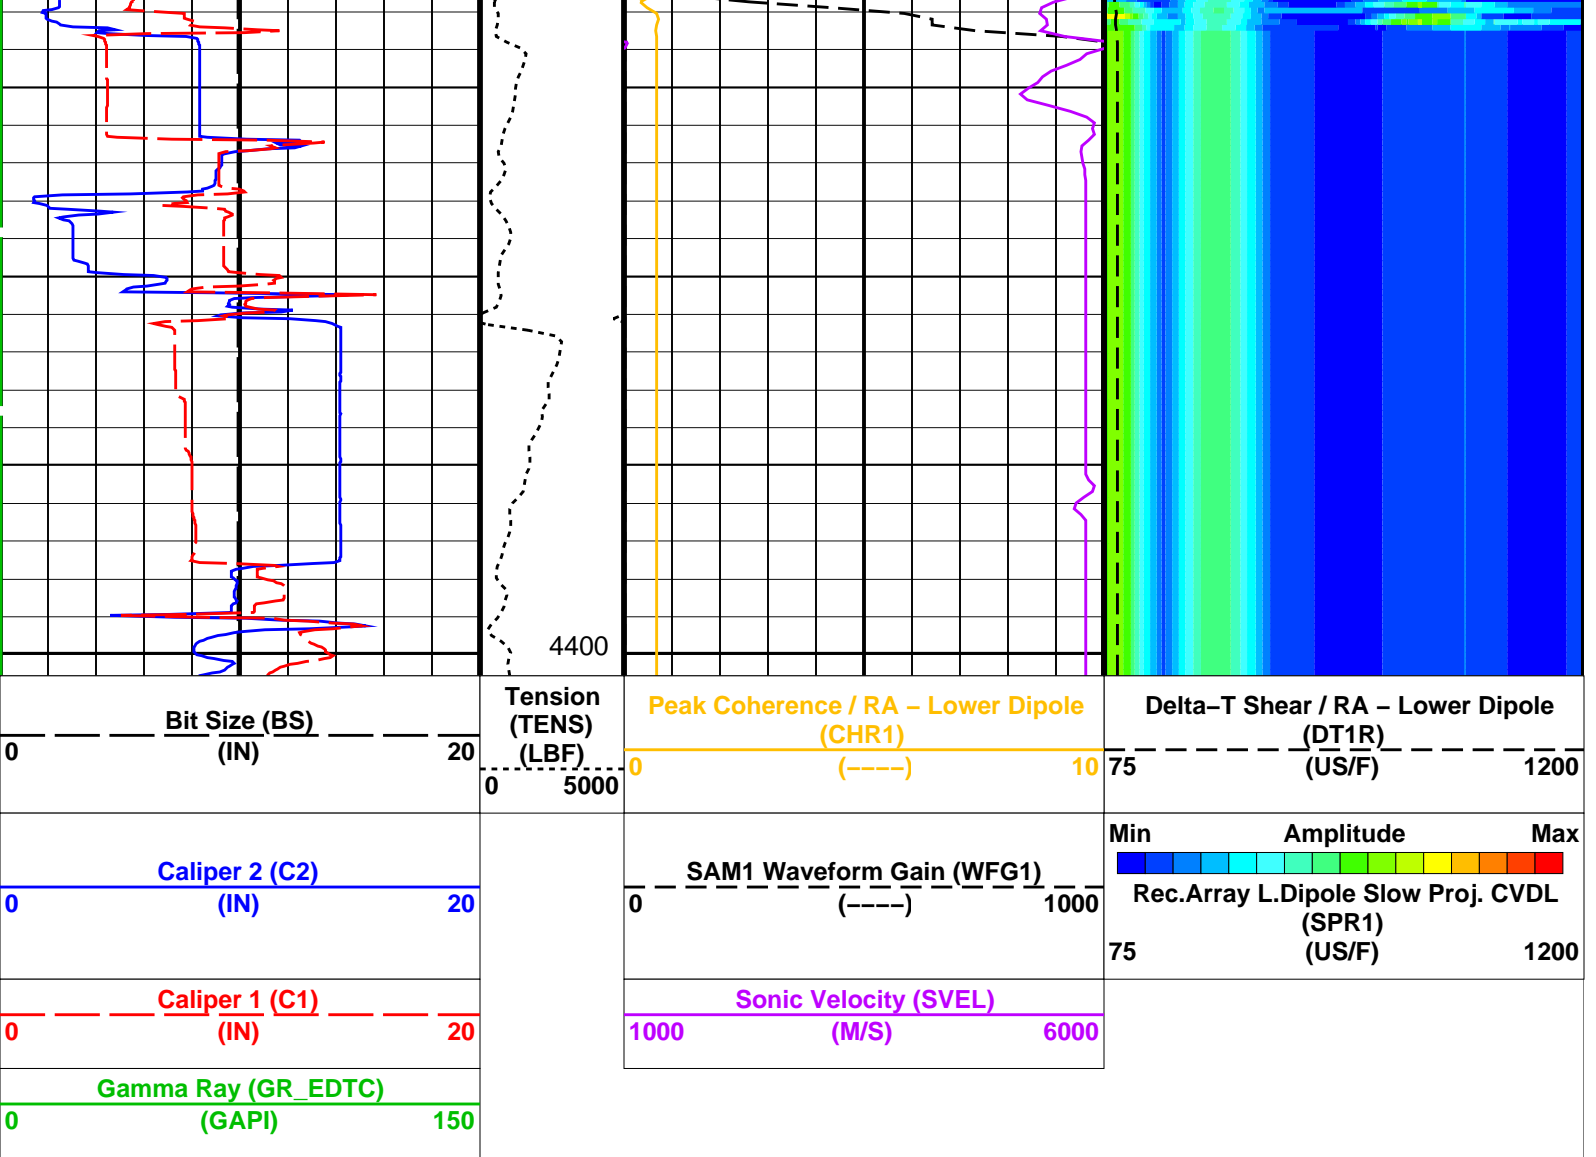 4400
Bit Size (BS)
0 (IN) 20
Tension
(TENS)
(LBF)
0 5000
Peak Coherence / RA – Lower Dipole
(CHR1)
0 (––––) 10
Delta–T Shear / RA – Lower Dipole
(DT1R)
75 (US/F) 1200
Caliper 2 (C2)
0 (IN) 20
SAM1 Waveform Gain (WFG1)
0 (––––) 1000
Min Amplitude Max
Rec.Array L.Dipole Slow Proj. CVDL
(SPR1)
75 (US/F) 1200
Caliper 1 (C1)
0 (IN) 20
Sonic Velocity (SVEL)
1000 (M/S) 6000
Gamma Ray (GR_EDTC)
0 (GAPI) 150